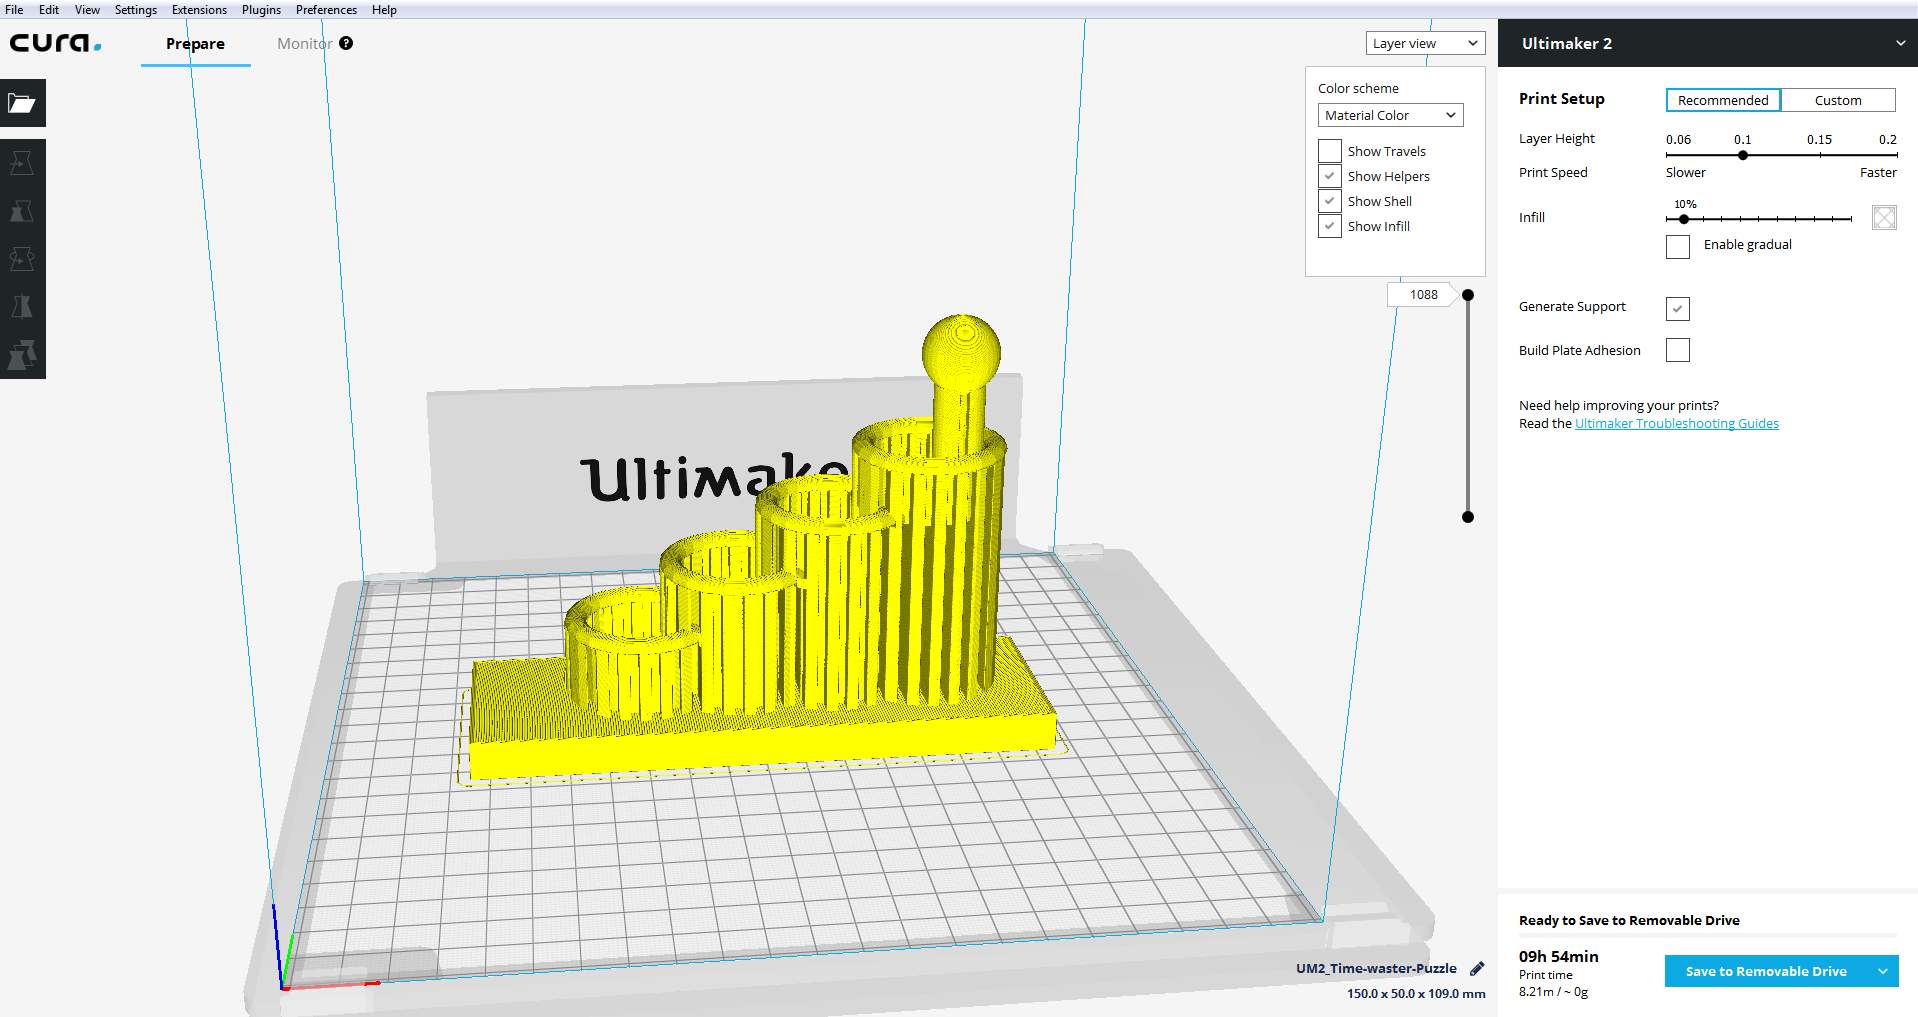 File Edit View Settings Extensions Plugins Preferences Help
cura.
Prepare Monitor ?
Layer view
Color scheme
Material Color
Show Travels
Show Helpers
Show Shell
Show Infill
1088
Ultimake
UM2_Time-waster-Puzzle
150.0 x 50.0 x 109.0 mm
Ultimaker 2
Print Setup Recommended Custom
Layer Height 0.06 0.1 0.15 0.2
Print Speed Slower Faster
10%
Infill
Enable gradual
Generate Support
Build Plate Adhesion
Need help improving your prints?
Read the Ultimaker Troubleshooting Guides
Ready to Save to Removable Drive
09h 54min
Print time
8.21m / ~ 0g
Save to Removable Drive